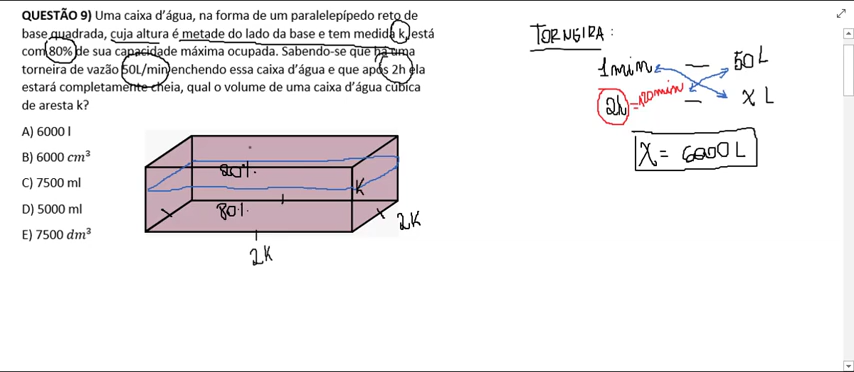 QUESTÃO 9) Uma caixa d'água, na forma de um paralelepípedo reto de
base quadrada, cuja altura é metade do lado da base e tem medida k, está
com 80% de sua capacidade máxima ocupada. Sabendo-se que há uma
torneira de vazão 50L/min enchendo essa caixa d'água e que após 2h ela
estará completamente cheia, qual o volume de uma caixa d'água cúbica
de aresta k?
A) 6000 l
B) 6000 cm³
C) 7500 ml
D) 5000 ml
E) 7500 dm³
20%.
80%.
K
2K
2K
TORNEIRA:
1min — 50L
2h =120min — X L
X = 6000L